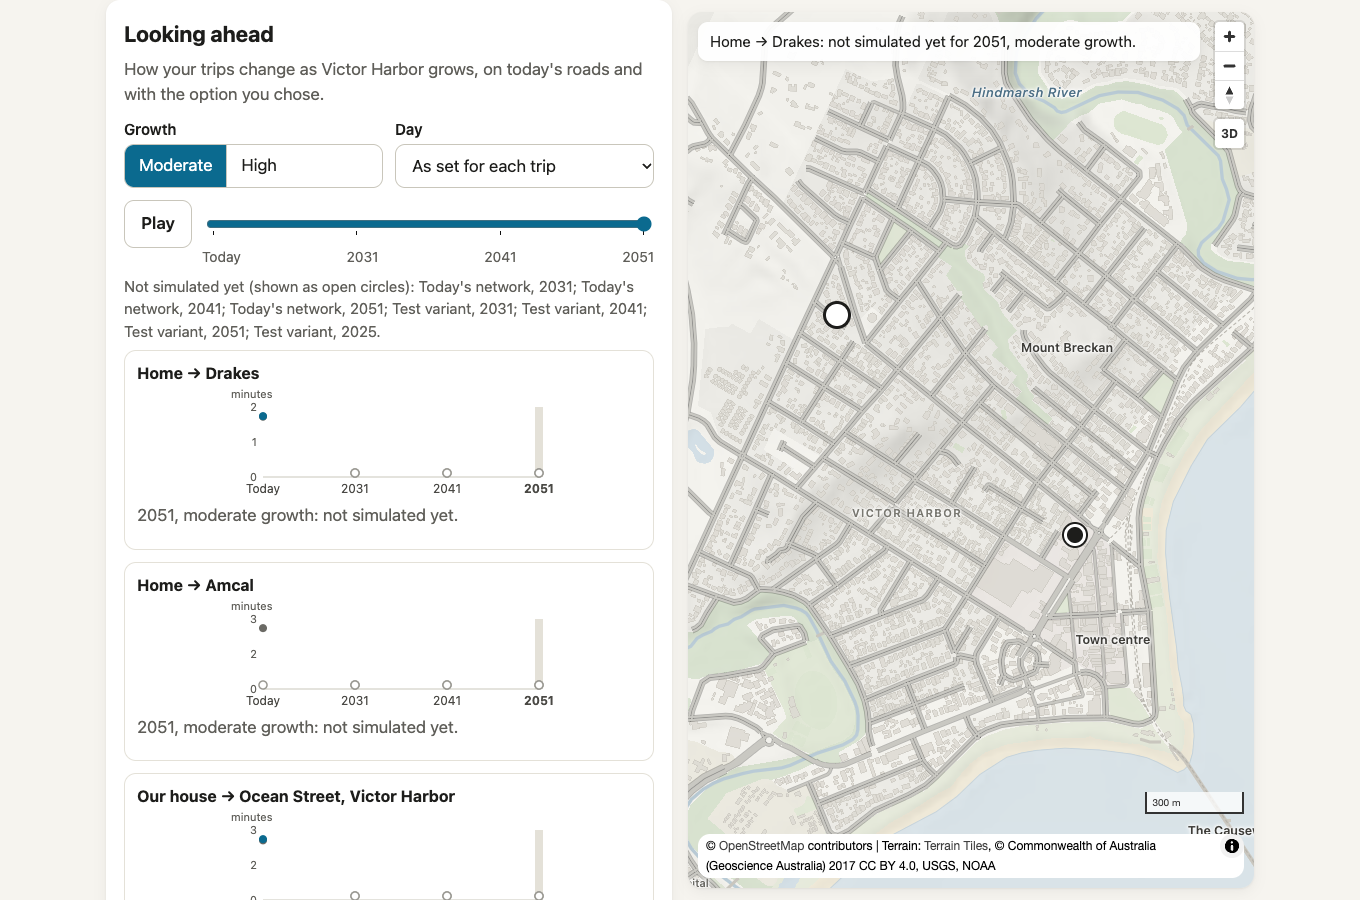 Looking ahead
How your trips change as Victor Harbor grows, on today's roads and
with the option you chose.
Growth
Day
Moderate
High
As set for each trip
Play
Today
2031
2041
2051
Not simulated yet (shown as open circles): Today's network, 2031; Today's
network, 2041; Today's network, 2051; Test variant, 2031; Test variant, 2041;
Test variant, 2051; Test variant, 2025.
Home → Drakes
minutes
2
1
0
Today
2031
2041
2051
2051, moderate growth: not simulated yet.
Home → Amcal
minutes
3
2
0
Today
2031
2041
2051
2051, moderate growth: not simulated yet.
Our house → Ocean Street, Victor Harbor
minutes
3
2
0
Home → Drakes: not simulated yet for 2051, moderate growth.
Hindmarsh River
3D
Mount Breckan
VICTOR HARBOR
Town centre
300 m
The Causew
© OpenStreetMap contributors | Terrain: Terrain Tiles, © Commonwealth of Australia
(Geoscience Australia) 2017 CC BY 4.0, USGS, NOAA
ital